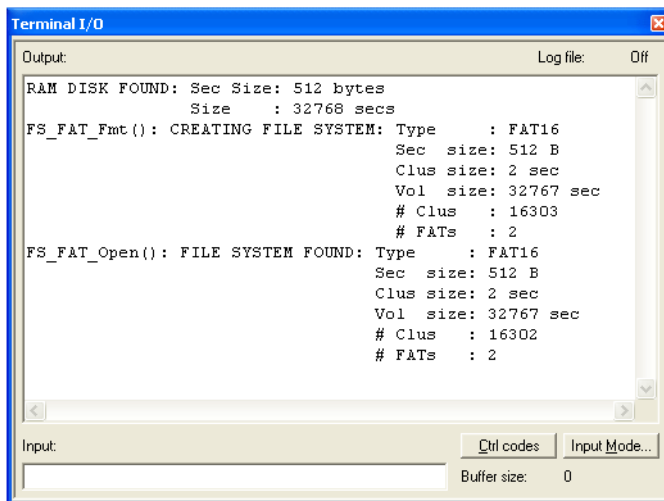 Terminal I/O
Output: Log file: Off
RAM DISK FOUND: Sec Size: 512 bytes
Size : 32768 secs
FS_FAT_Fmt(): CREATING FILE SYSTEM: Type : FAT16
Sec size: 512 B
Clus size: 2 sec
Vol size: 32767 sec
# Clus : 16303
# FATs : 2
FS_FAT_Open(): FILE SYSTEM FOUND: Type : FAT16
Sec size: 512 B
Clus size: 2 sec
Vol size: 32767 sec
# Clus : 16302
# FATs : 2
Input: Ctrl codes Input Mode...
Buffer size: 0